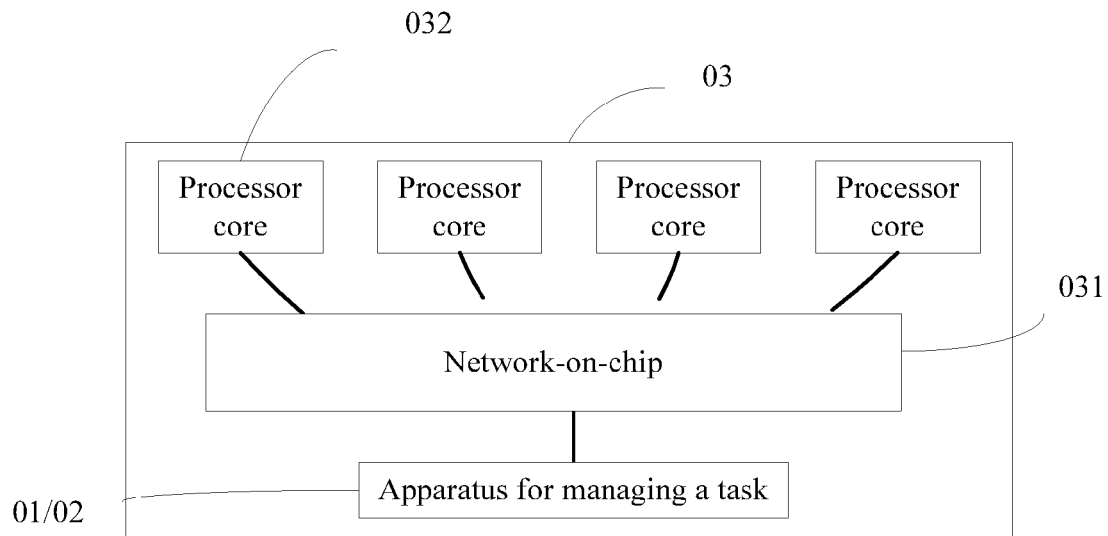 032
03
Processor
core
Processor
core
Processor
core
Processor
core
031
Network-on-chip
Apparatus for managing a task
01/02